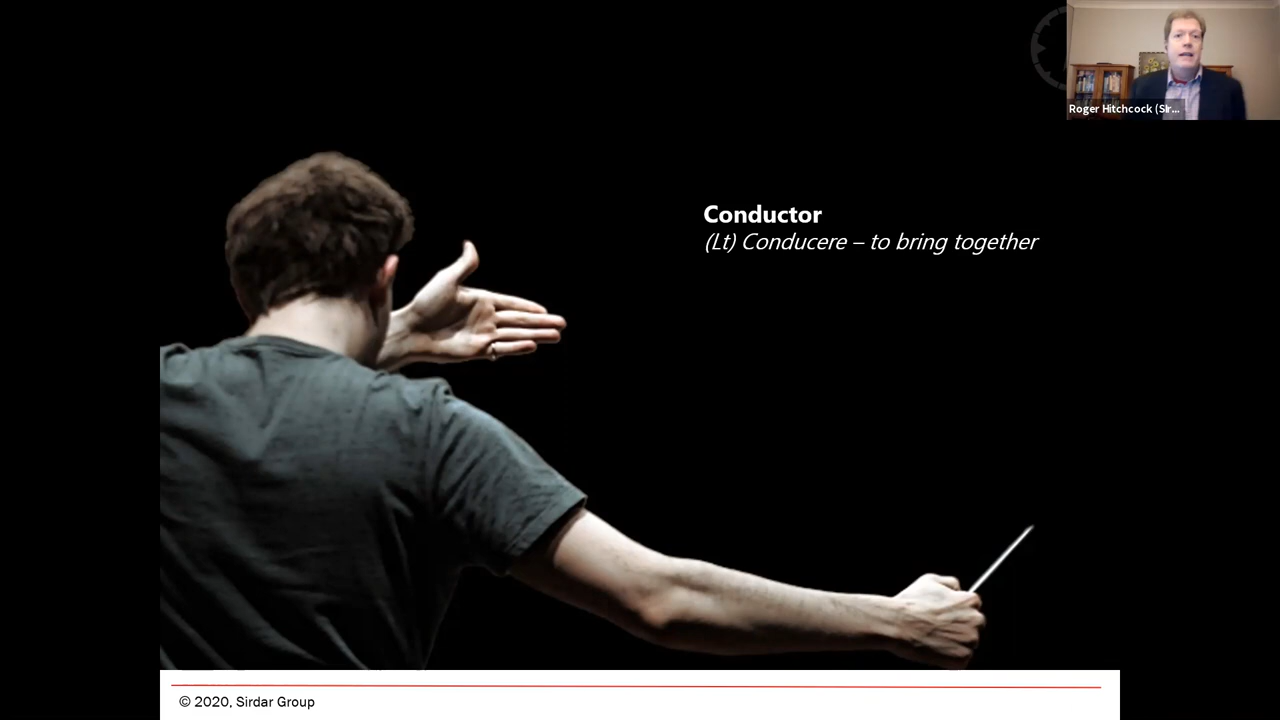 Roger Hitchcock (Sir...
Conductor
(Lt) Conducere – to bring together
© 2020, Sirdar Group